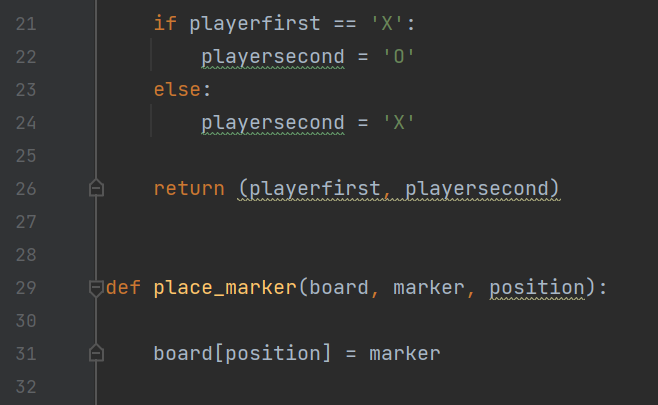 21 if playerfirst == 'X':
22 playersecond = 'O'
23 else:
24 playersecond = 'X'
25
26 return (playerfirst, playersecond)
27
28
29 def place_marker(board, marker, position):
30
31 board[position] = marker
32